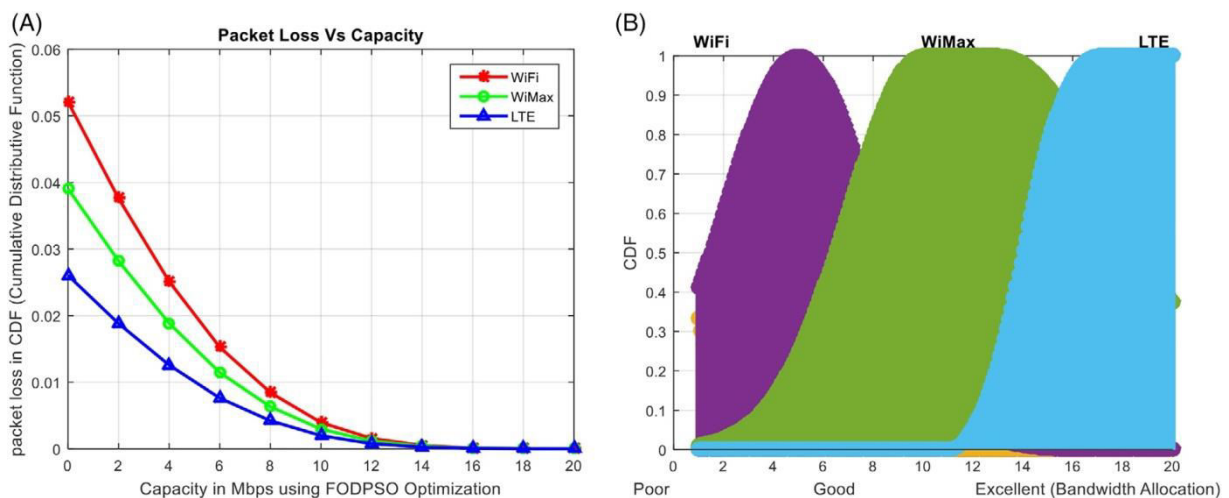 (A)
Packet Loss Vs Capacity
packet loss in CDF (Cumulative Distributive Function)
0.06
0.05
0.04
0.03
0.02
0.01
0
WiFi
WiMax
LTE
0 2 4 6 8 10 12 14 16 18 20
Capacity in Mbps using FODPSO Optimization
(B)
WiFi WiMax LTE
CDF
1
0.9
0.8
0.7
0.6
0.5
0.4
0.3
0.2
0.1
0
0 2 4 6 8 10 12 14 16 18 20
Poor Good Excellent (Bandwidth Allocation)